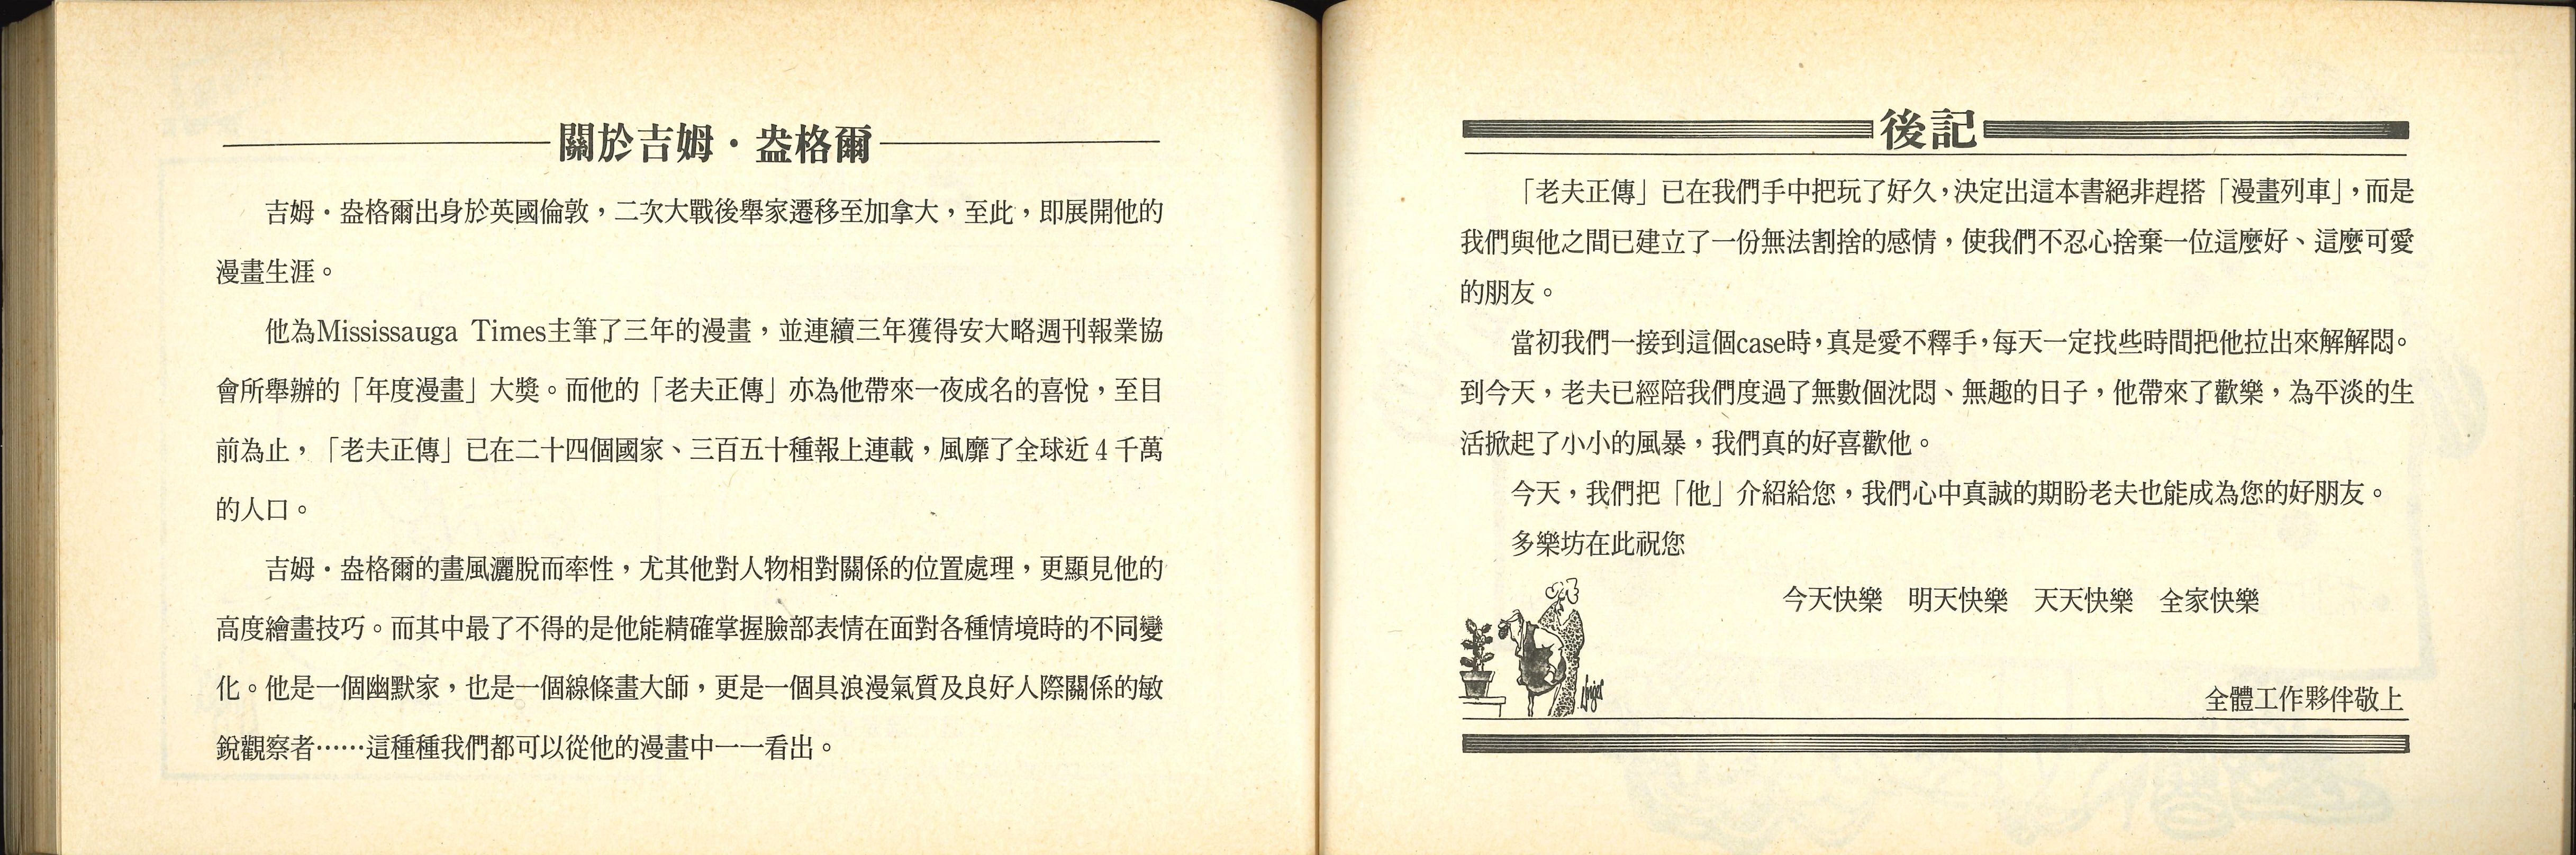 關於吉姆・盎格爾
吉姆・盎格爾出身於英國倫敦，二次大戰後舉家遷移至加拿大，至此，即展開他的
漫畫生涯。
他為Mississauga Times主筆了三年的漫畫，並連續三年獲得安大略週刊報業協
會所舉辦的「年度漫畫」大獎。而他的「老夫正傳」亦為他帶來一夜成名的喜悅，至目
前為止，「老夫正傳」已在二十四個國家、三百五十種報上連載，風靡了全球近4千萬
的人口。
吉姆・盎格爾的畫風灑脫而率性，尤其他對人物相對關係的位置處理，更顯見他的
高度繪畫技巧。而其中最了不得的是他能精確掌握臉部表情在面對各種情境時的不同變
化。他是一個幽默家，也是一個線條畫大師，更是一個具浪漫氣質及良好人際關係的敏
銳觀察者……這種種我們都可以從他的漫畫中一一看出。
後記
「老夫正傳」已在我們手中把玩了好久，決定出這本書絕非趕搭「漫畫列車」，而是
我們與他之間已建立了一份無法割捨的感情，使我們不忍心捨棄一位這麼好、這麼可愛
的朋友。
當初我們一接到這個case時，真是愛不釋手，每天一定找些時間把他拉出來解解悶。
到今天，老夫已經陪我們度過了無數個沈悶、無趣的日子，他帶來了歡樂，為平淡的生
活掀起了小小的風暴，我們真的好喜歡他。
今天，我們把「他」介紹給您，我們心中真誠的期盼老夫也能成為您的好朋友。
多樂坊在此祝您
今天快樂　明天快樂　天天快樂　全家快樂
全體工作夥伴敬上